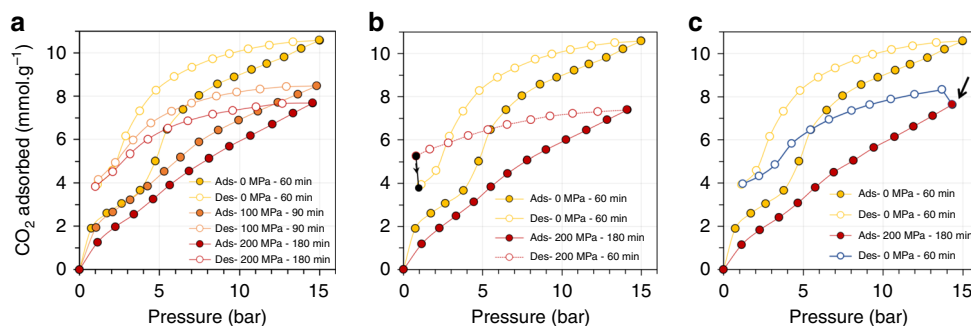 a
b
c
CO2 adsorbed (mmol.g–1)
10
8
6
4
2
0
Ads- 0 MPa - 60 min
Des- 0 MPa - 60 min
Ads- 100 MPa - 90 min
Des- 100 MPa - 90 min
Ads- 200 MPa - 180 min
Des- 200 MPa - 180 min
0 5 10 15
Pressure (bar)
10
8
6
4
2
0
Ads- 0 MPa - 60 min
Des- 0 MPa - 60 min
Ads- 200 MPa - 180 min
Des- 200 MPa - 60 min
0 5 10 15
Pressure (bar)
10
8
6
4
2
0
Ads- 0 MPa - 60 min
Des- 0 MPa - 60 min
Ads- 200 MPa - 180 min
Des- 0 MPa - 60 min
0 5 10 15
Pressure (bar)